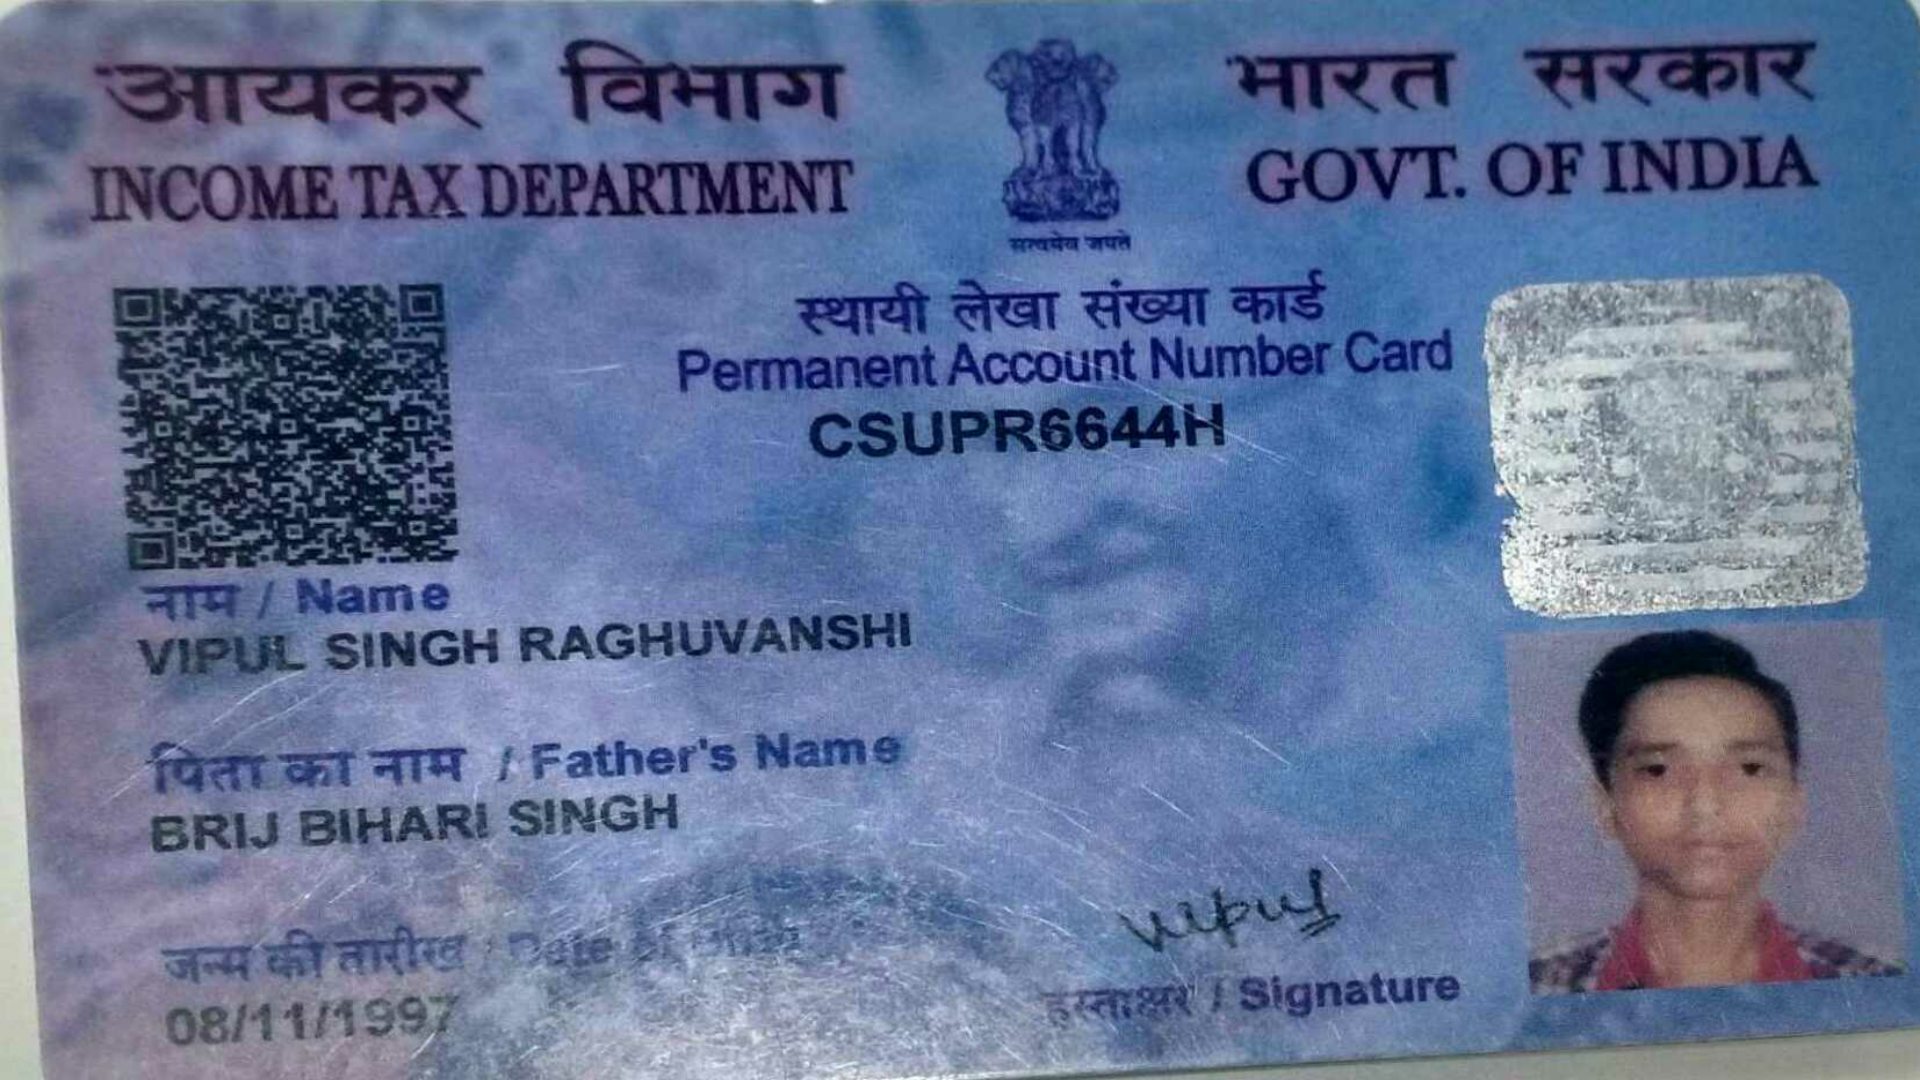 आयकर विभाग
INCOME TAX DEPARTMENT
भारत सरकार
GOVT. OF INDIA
सत्यमेव जयते
स्थायी लेखा संख्या कार्ड
Permanent Account Number Card
CSUPR6644H
नाम / Name
VIPUL SINGH RAGHUVANSHI
पिता का नाम / Father's Name
BRIJ BIHARI SINGH
जन्म की तारीख / Date of Birth
08/11/1997
vipul
हस्ताक्षर / Signature